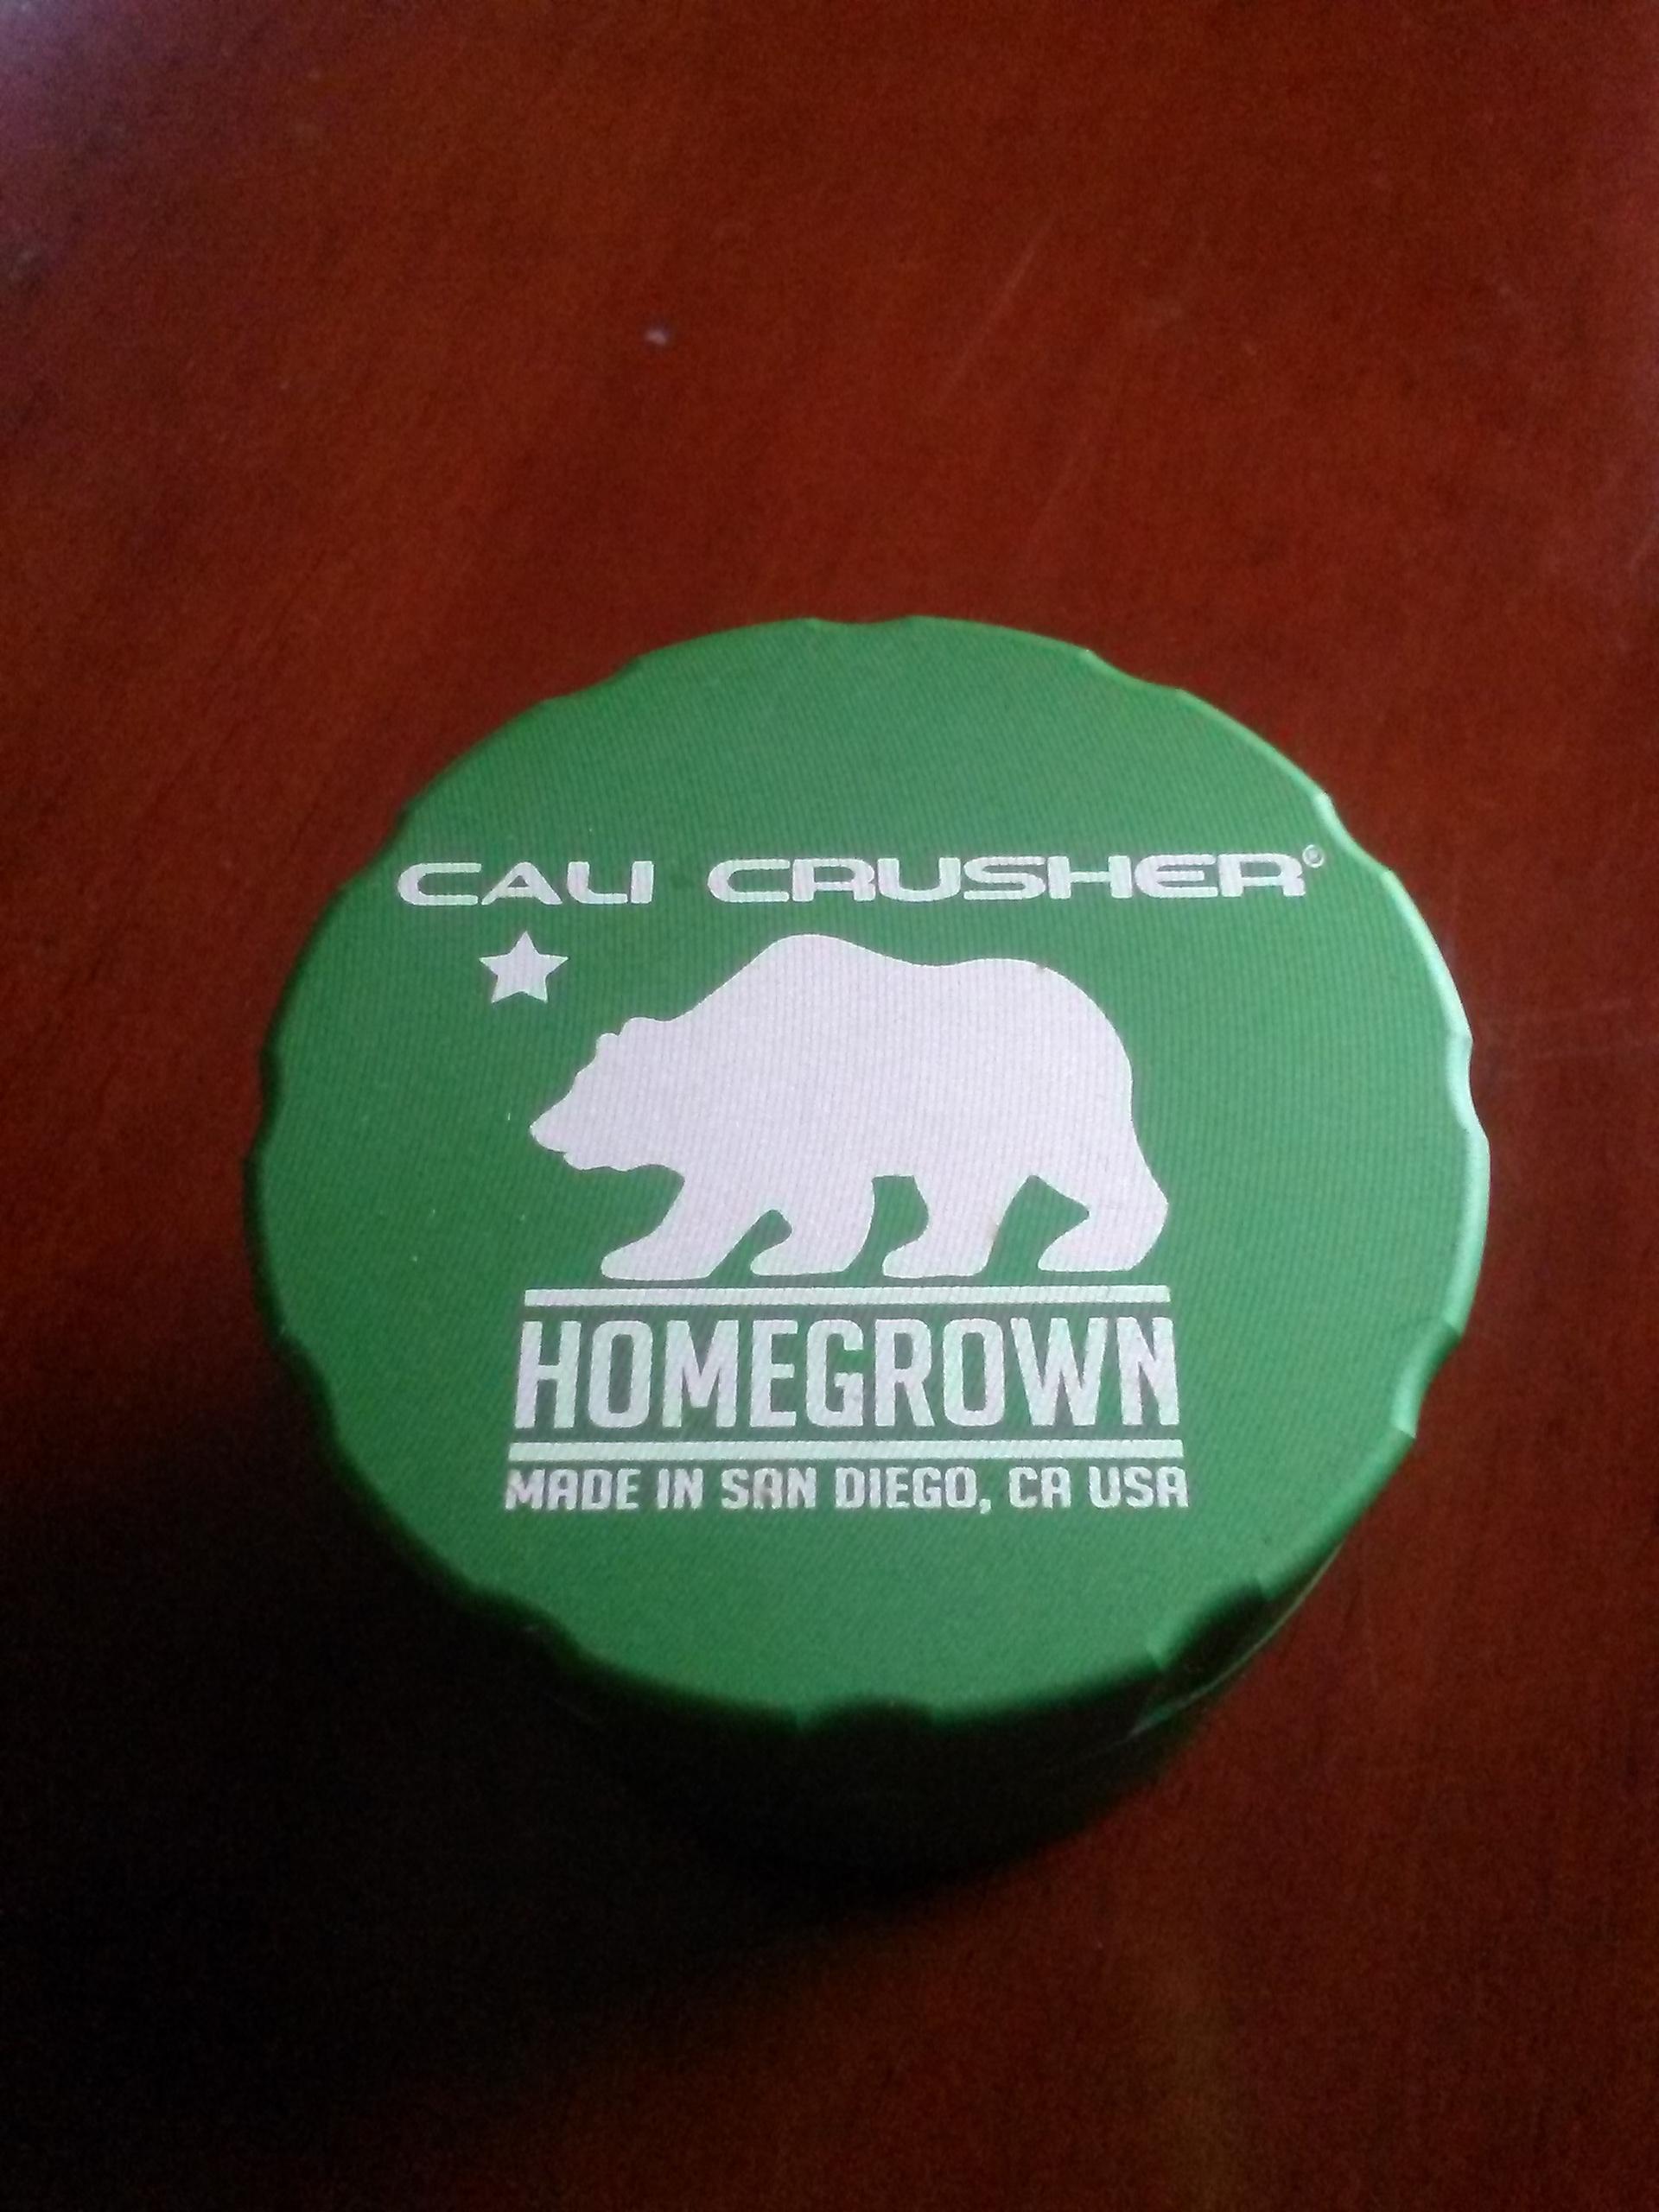 CALI CRUSHER®
HOMEGROWN
MADE IN SAN DIEGO, CA USA